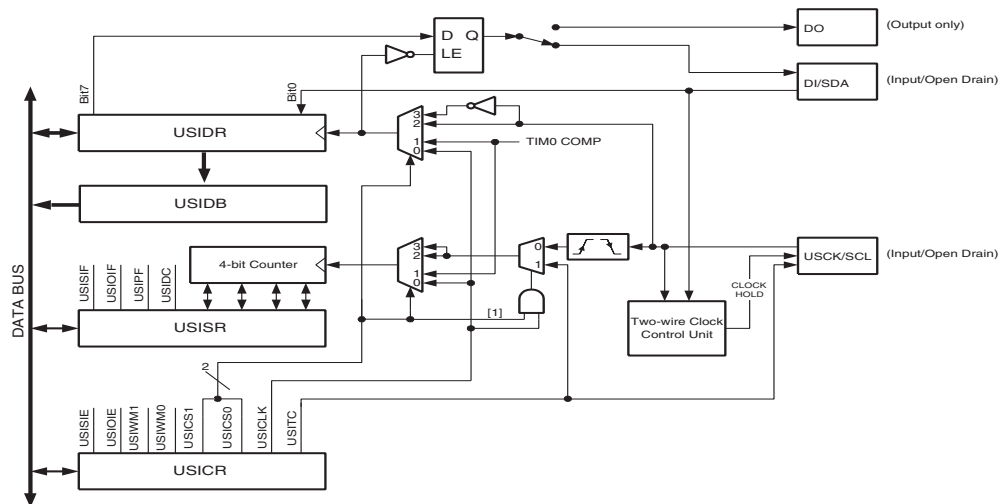 DO
(Output only)
D Q
LE
DI/SDA
(Input/Open Drain)
Bit7
Bit0
USIDR
3
2
1
0
TIM0 COMP
USIDB
DATA BUS
4-bit Counter
3
2
1
0
0
1
USCK/SCL
(Input/Open Drain)
CLOCK
HOLD
Two-wire Clock
Control Unit
USISIF
USIOIF
USIPF
USIDC
USISR
[1]
2
USISIE
USIOIE
USIWM1
USIWM0
USICS1
USICS0
USICLK
USITC
USICR